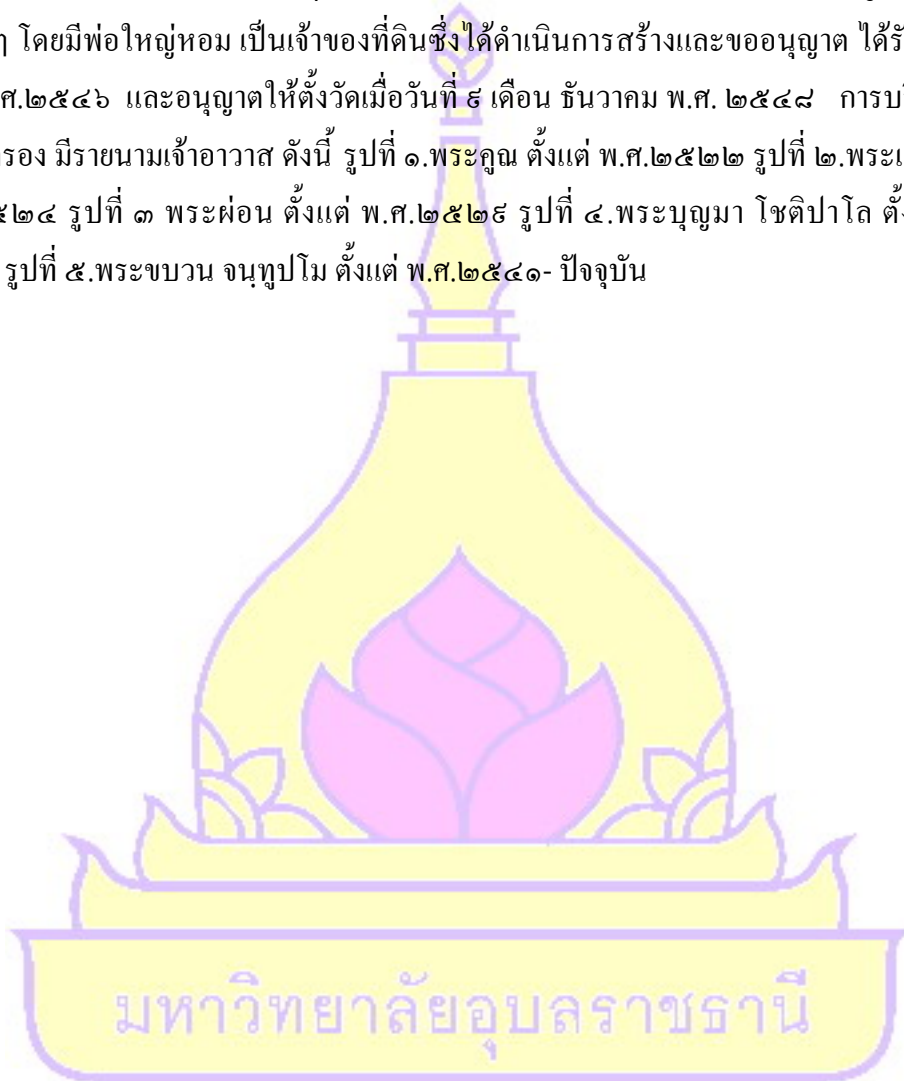 ๆ โดยมีพ่อใหญ่หอม เป็นเจ้าของที่ดินซึ่งได้ดำเนินการสร้างและขออนุญาต ได้รั
ศ.๒๕๔๖ และอนุญาตให้ตั้งวัดเมื่อวันที่ ๕ เดือน ธันวาคม พ.ศ. ๒๕๔๘ การบ
รอง มีรายนามเจ้าอาวาส ดังนี้ รูปที่ ๑.พระคูณ ตั้งแต่ พ.ศ.๒๕๒๒ รูปที่ ๒.พระเ
๕๒๔ รูปที่ ๓ พระผ่อน ตั้งแต่ พ.ศ.๒๕๒๙ รูปที่ ๔.พระบุญมา โชติปาโล ตั้
รูปที่ ๕.พระขบวน จนฺทูปโม ตั้งแต่ พ.ศ.๒๕๔๑- ปัจจุบัน
มหาวิทยาลัยอุบลราชธานี